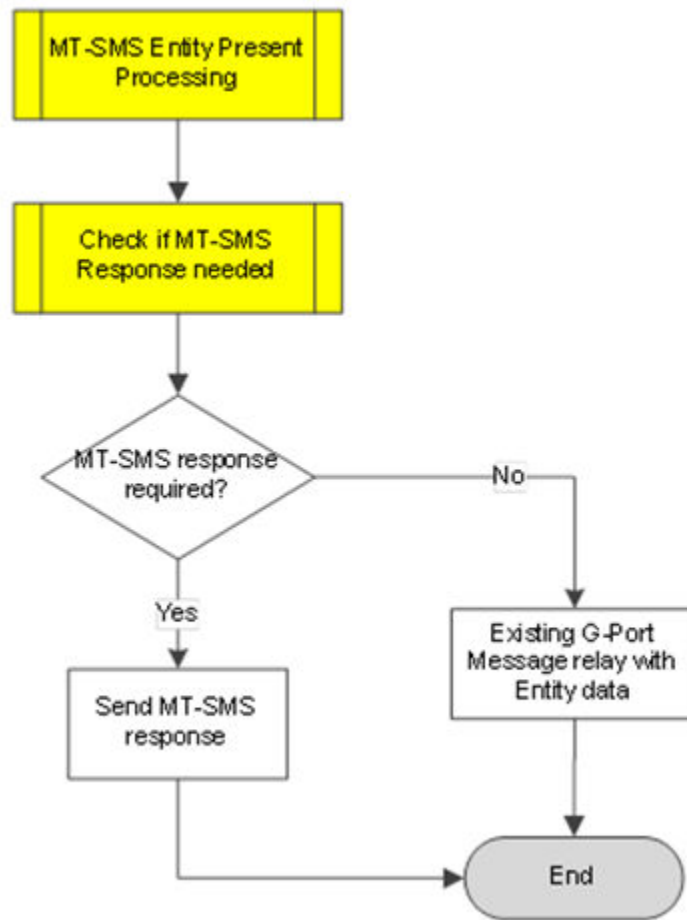 MT-SMS Entity Present
Processing
Check if MT-SMS
Response needed
MT-SMS response
required?
No
Yes
Existing G-Port
Message relay with
Entity data
Send MT-SMS
response
End